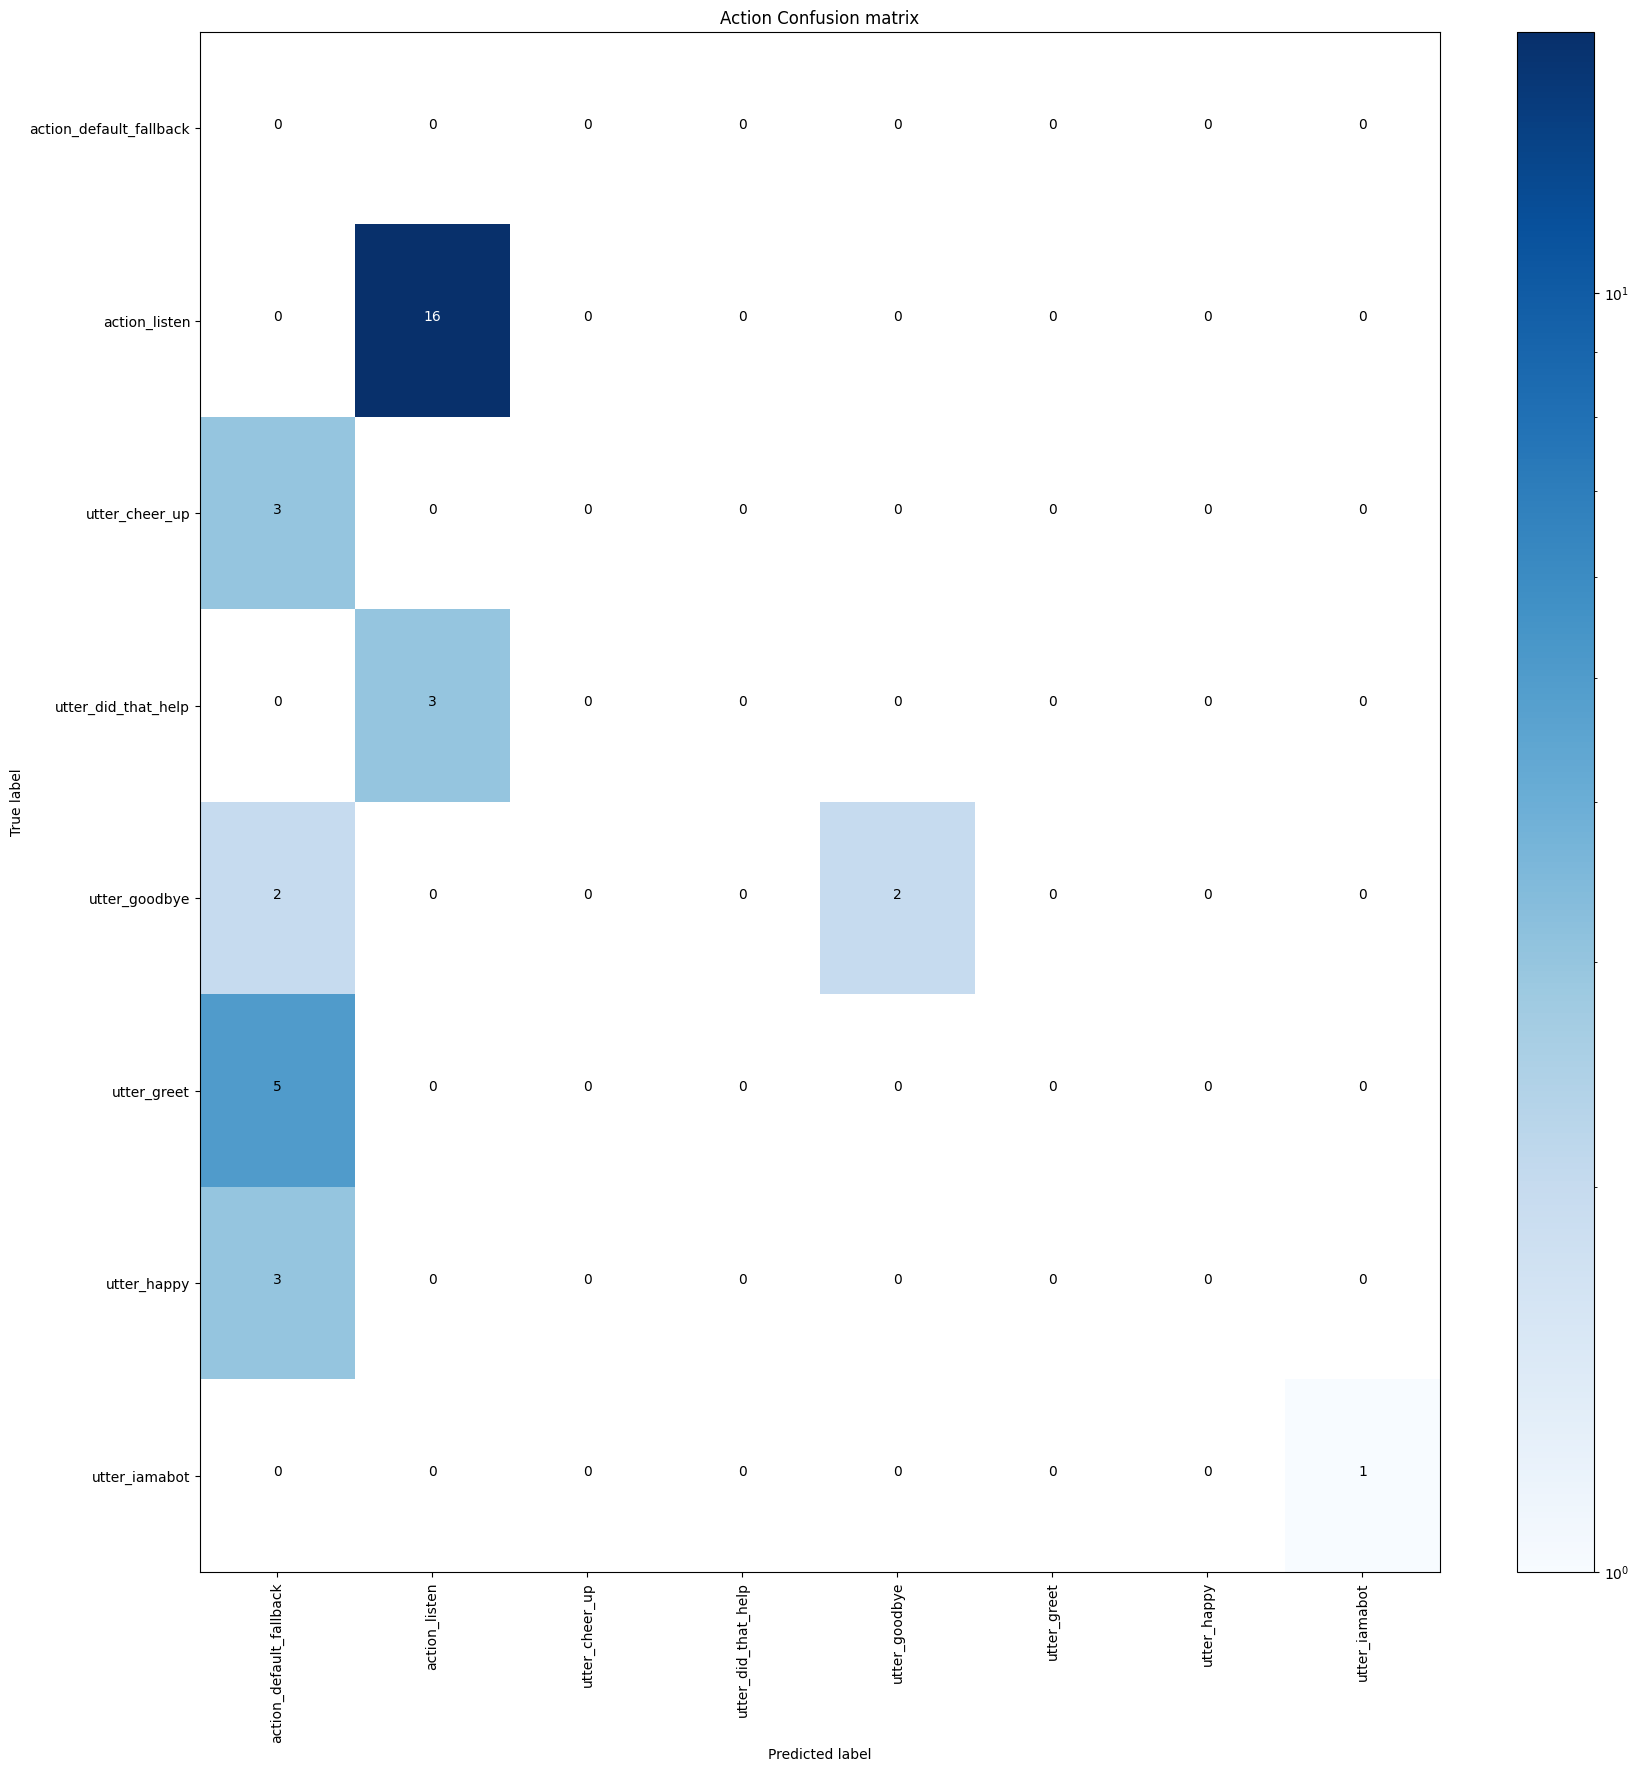 Action Confusion matrix
action_default_fallback 0 0 0 0 0 0 0 0
action_listen 0 16 0 0 0 0 0 0
utter_cheer_up 3 0 0 0 0 0 0 0
utter_did_that_help 0 3 0 0 0 0 0 0
utter_goodbye 2 0 0 0 2 0 0 0
utter_greet 5 0 0 0 0 0 0 0
utter_happy 3 0 0 0 0 0 0 0
utter_iamabot 0 0 0 0 0 0 0 1
True label
action_default_fallback
action_listen
utter_cheer_up
utter_did_that_help
utter_goodbye
utter_greet
utter_happy
utter_iamabot
Predicted label
10¹
10⁰